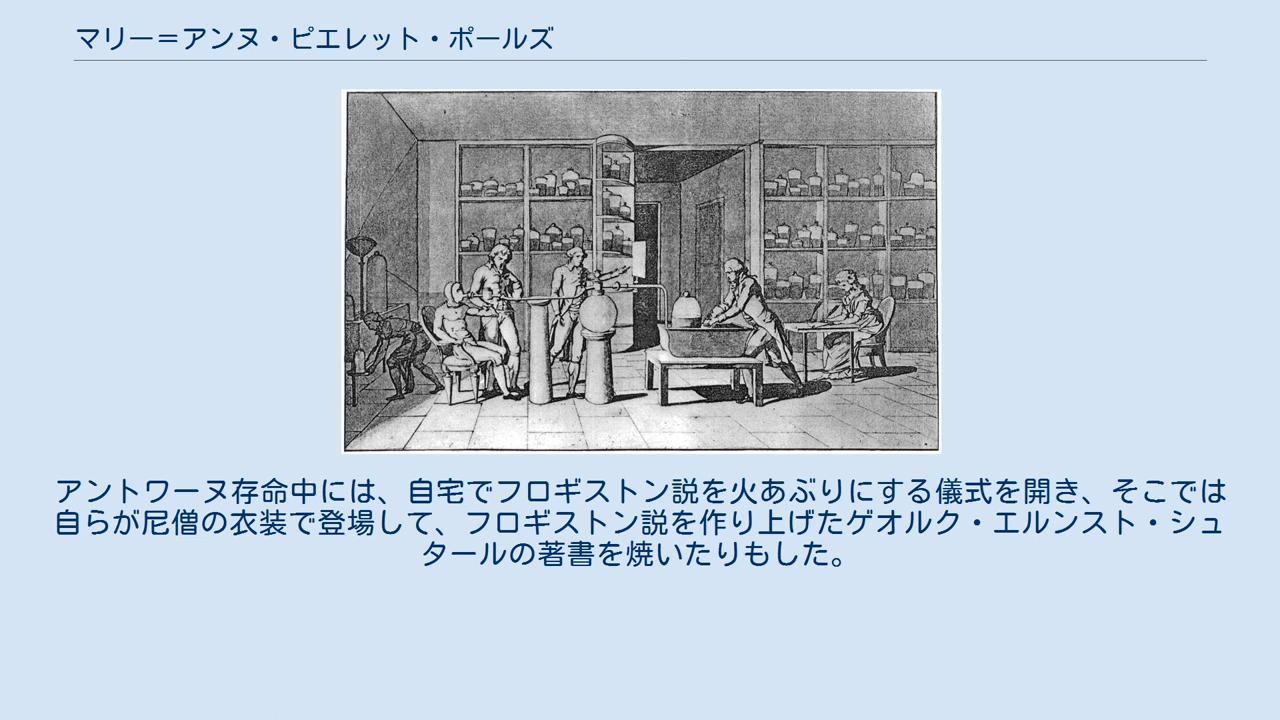 マリー＝アンヌ・ピエレット・ポールズ
アントワーヌ存命中には、自宅でフロギストン説を火あぶりにする儀式を開き、そこでは
自らが尼僧の衣装で登場して、フロギストン説を作り上げたゲオルク・エルンスト・シュ
タールの著書を焼いたりもした。